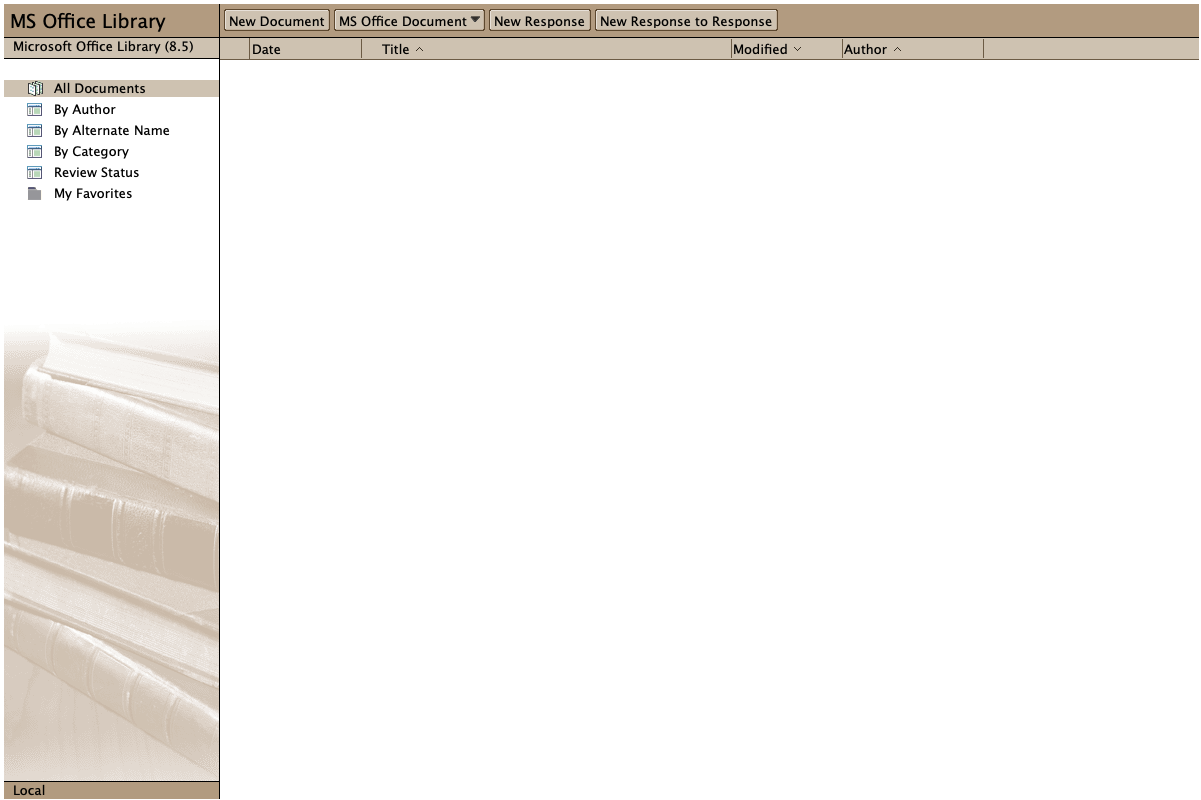 MS Office Library
Microsoft Office Library (8.5)
New Document MS Office Document New Response New Response to Response
Date Title Modified Author
All Documents
By Author
By Alternate Name
By Category
Review Status
My Favorites
Local